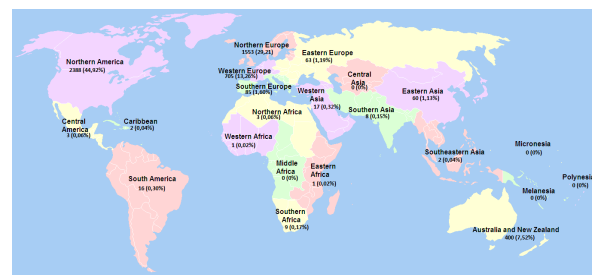 Northern America
2388 (44,92%)
Northern Europe
1553 (29,21)
Eastern Europe
63 (1,19%)
Western Europe
705 (13,26%)
Southern Europe
85 (1,60%)
Central
Asia
0 (0%)
Western
Asia
17 (0,32%)
Eastern Asia
60 (1,13%)
Southern Asia
8 (0,15%)
Northern Africa
3 (0,06%)
Central
America
3 (0,06%)
Caribbean
2 (0,04%)
Western Africa
1 (0,02%)
Southeastern Asia
2 (0,04%)
Micronesia
0 (0%)
Middle
Africa
0 (0%)
Eastern
Africa
1 (0,02%)
South America
16 (0,30%)
Polynesia
0 (0%)
Melanesia
0 (0%)
Southern
Africa
9 (0,17%)
Australia and New Zealand
400 (7,52%)